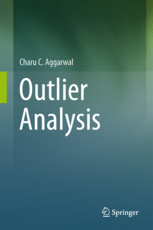 Charu C. Aggarwal
Outlier
Analysis
Springer